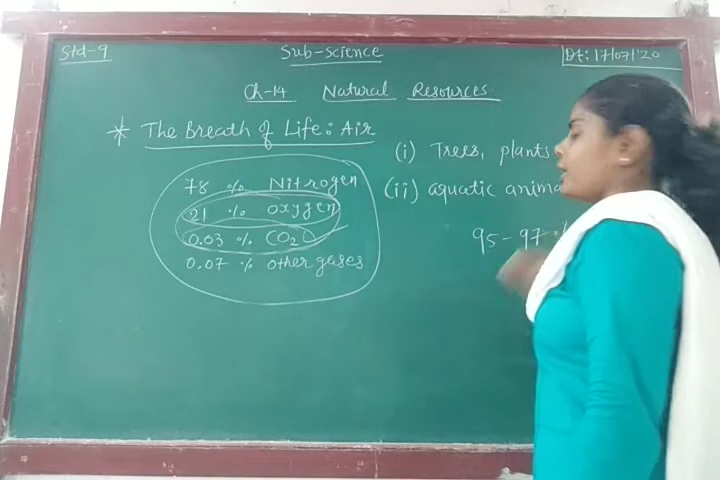 Std-9
Sub-Science
Dt: 17/07/'20
Ch-14 Natural Resources
* The Breath of Life: Air
78 % Nitrogen
21 % oxygen
0.03 % CO2
0.07 % other gases
(i) Trees, plants
(ii) aquatic anima
95-97 %